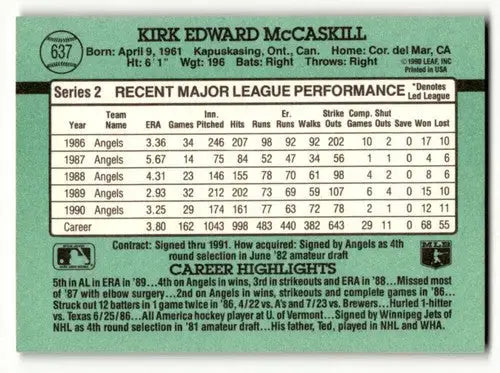 637
KIRK EDWARD McCASKILL
Born: April 9, 1961 Kapuskasing, Ont., Can. Home: Cor. del Mar, CA
Ht: 6' 1" Wgt: 196 Bats: Right Throws: Right
© 1990 LEAF, INC
Printed in USA
Series 2 RECENT MAJOR LEAGUE PERFORMANCE *Denotes Led League
Year Team Name ERA Games Inn. Pitched Hits Runs Er. Runs Walks Strike Outs Comp. Games Shut Outs Save Won Lost
1986 Angels 3.36 34 246 207 98 92 92 202 10 2 0 17 10
1987 Angels 5.67 14 75 84 52 47 34 56 1 1 0 4 6
1988 Angels 4.31 23 146 155 78 70 61 98 4 2 0 8 6
1989 Angels 2.93 32 212 202 73 69 59 107 6 4 0 15 10
1990 Angels 3.25 29 174 161 77 63 72 78 2 1 0 12 11
Career 3.80 162 1043 998 483 440 382 643 29 11 0 68 55
Contract: Signed thru 1991. How acquired: Signed by Angels as 4th
round selection in June '82 amateur draft
CAREER HIGHLIGHTS
5th in AL in ERA in '89...4th on Angels in wins, 3rd in strikeouts and ERA in '88...Missed most
of '87 with elbow surgery...2nd on Angels in wins, strikeouts and complete games in '86...
Struck out 12 batters in 1 game twice in '86, 4/22 vs. A's and 7/23 vs. Brewers...Hurled 1-hitter
vs. Texas 6/25/86...All America hockey player at U. of Vermont...Signed by Winnipeg Jets of
NHL as 4th round selection in '81 amateur draft...His father, Ted, played in NHL and WHA.